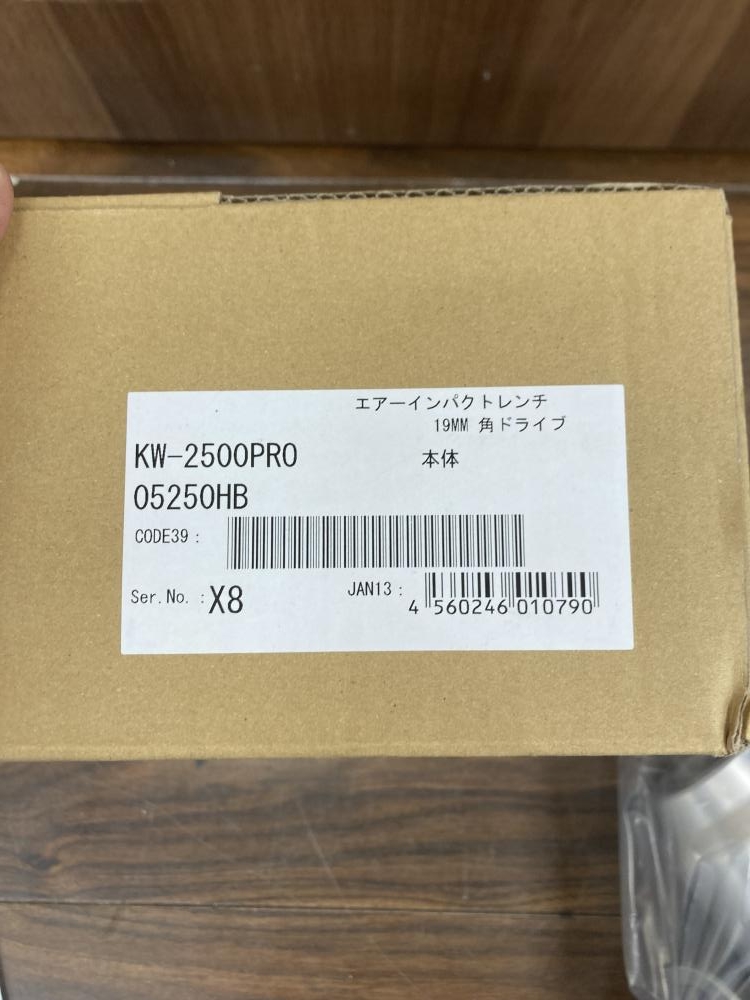 エアーインパクトレンチ
19MM 角ドライブ
KW-2500PRO
本体
05250HB
CODE39 :
Ser.No. : X8
JAN13 :
4 560246 010790